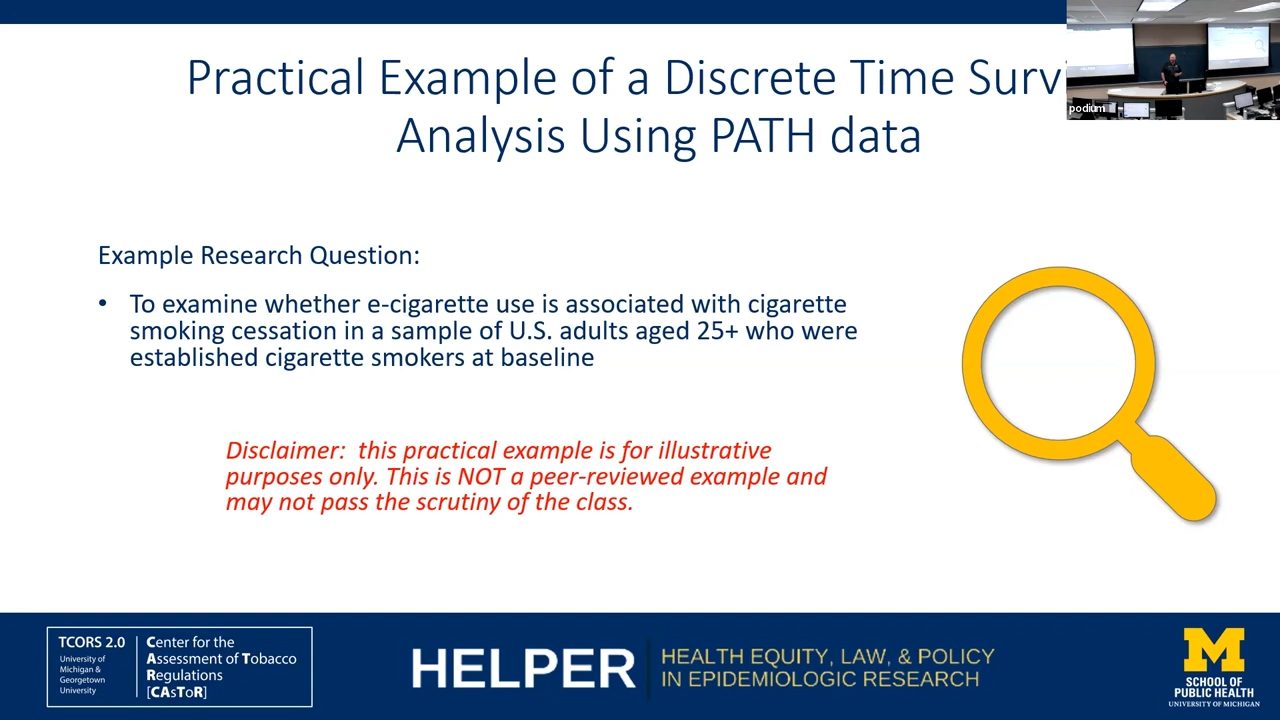 Practical Example of a Discrete Time Surv
Analysis Using PATH data
podium
Example Research Question:
• To examine whether e-cigarette use is associated with cigarette
smoking cessation in a sample of U.S. adults aged 25+ who were
established cigarette smokers at baseline
Disclaimer: this practical example is for illustrative
purposes only. This is NOT a peer-reviewed example and
may not pass the scrutiny of the class.
TCORS 2.0
University of
Michigan &
Georgetown
University
Center for the
Assessment of Tobacco
Regulations
[CAsToR]
HELPER
HEALTH EQUITY, LAW, & POLICY
IN EPIDEMIOLOGIC RESEARCH
M
SCHOOL OF
PUBLIC HEALTH
UNIVERSITY OF MICHIGAN